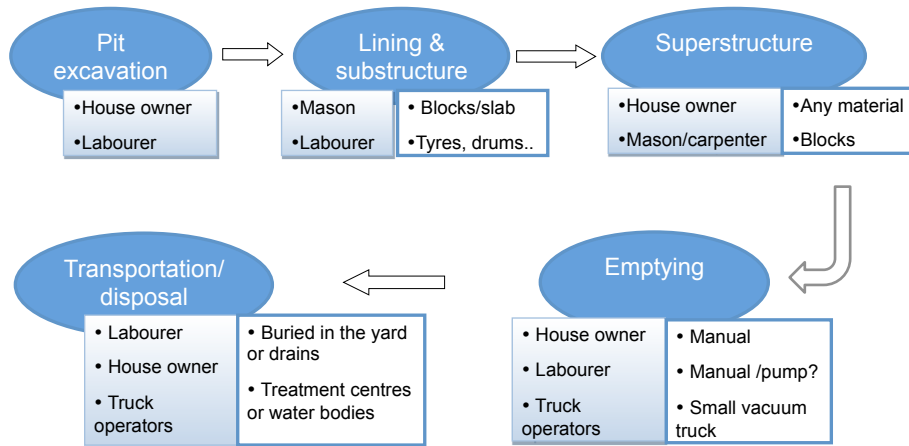 Pit
excavation
•House owner
•Labourer
Lining &
substructure
•Mason
•Labourer
• Blocks/slab
•Tyres, drums..
Superstructure
•House owner
•Mason/carpenter
•Any material
•Blocks
Transportation/
disposal
• Labourer
• House owner
• Truck
operators
• Buried in the yard
or drains
• Treatment centres
or water bodies
Emptying
• House owner
• Labourer
• Truck
operators
• Manual
• Manual /pump?
• Small vacuum
truck